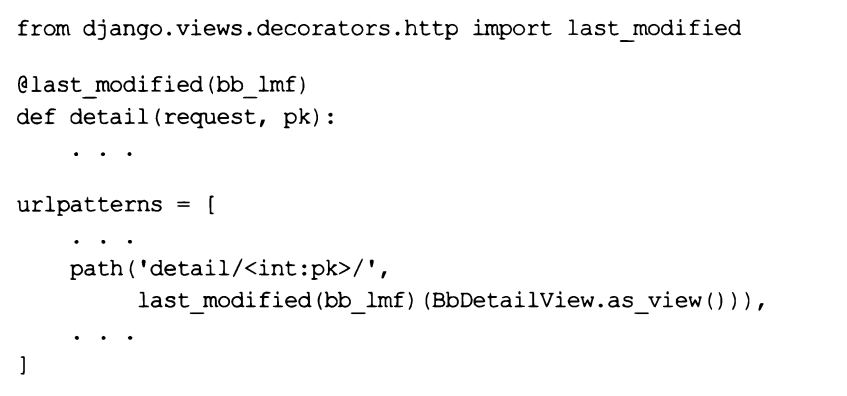 from django.views.decorators.http import last_modified
@last_modified(bb_lmf)
def detail(request, pk):
    . . .
urlpatterns = [
    . . .
    path('detail/<int:pk>/',
         last_modified(bb_lmf)(BbDetailView.as_view())),
    . . .
]